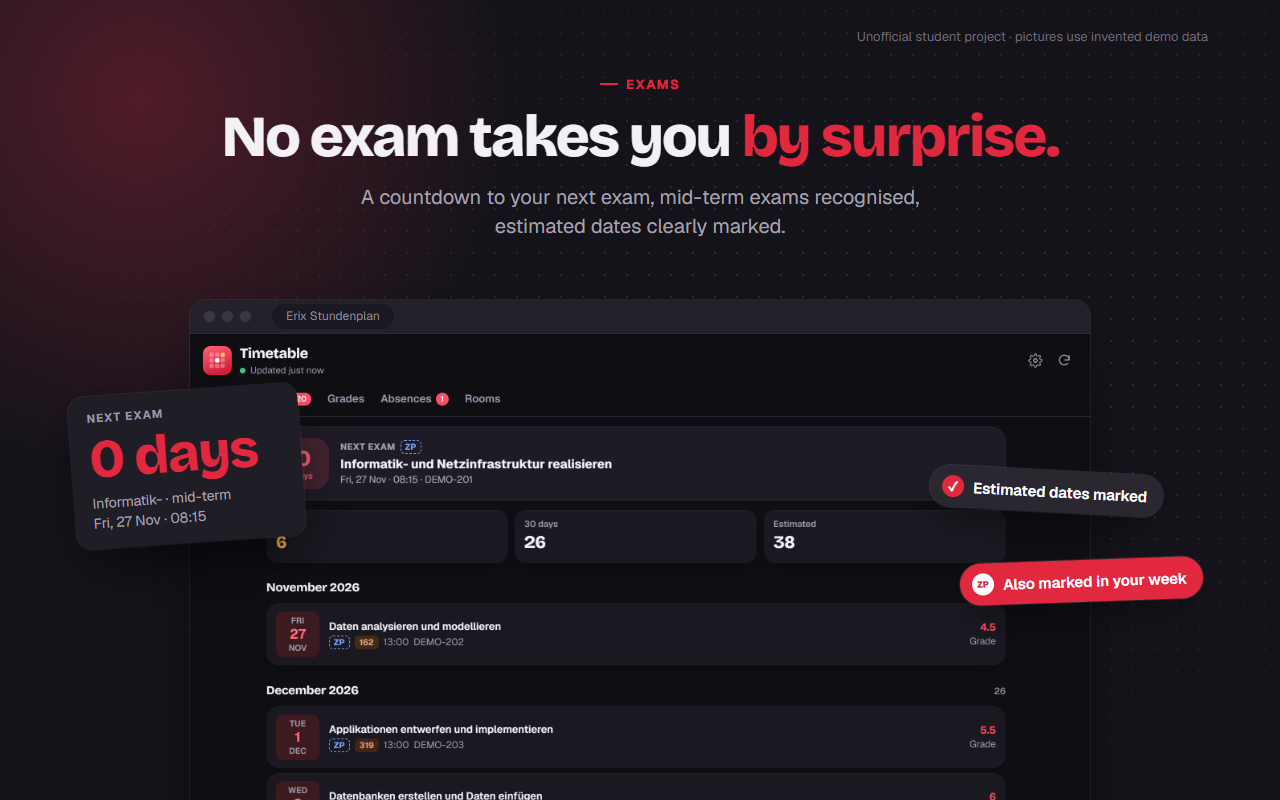 Unofficial student project · pictures use invented demo data
EXAMS
No exam takes you by surprise.
A countdown to your next exam, mid-term exams recognised,
estimated dates clearly marked.
Erix Stundenplan
Timetable
Updated just now
20
Grades
Absences 1
Rooms
NEXT EXAM
0 days
Informatik- · mid-term
Fri, 27 Nov · 08:15
NEXT EXAM ZP
Informatik- und Netzinfrastruktur realisieren
Fri, 27 Nov · 08:15 · DEMO-201
Estimated dates marked
6
30 days
26
Estimated
38
ZP Also marked in your week
November 2026
FRI
27
NOV
Daten analysieren und modellieren
ZP 162 13:00 DEMO-202
4.5
Grade
December 2026
26
TUE
1
DEC
Applikationen entwerfen und implementieren
ZP 319 13:00 DEMO-203
5.5
Grade
WED
Datenbanken erstellen und Daten einfügen
6